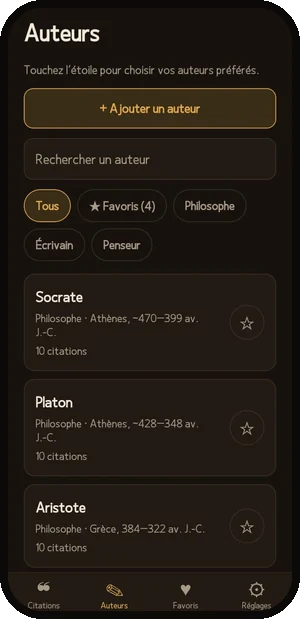 Auteurs
Touchez l'étoile pour choisir vos auteurs préférés.
+ Ajouter un auteur
Rechercher un auteur
Tous
★ Favoris (4)
Philosophe
Écrivain
Penseur
Socrate
Philosophe · Athènes, −470–399 av.
J.-C.
10 citations
Platon
Philosophe · Athènes, −428–348 av.
J.-C.
10 citations
Aristote
Philosophe · Grèce, 384–322 av. J.-C.
10 citations
Citations
Auteurs
Favoris
Réglages